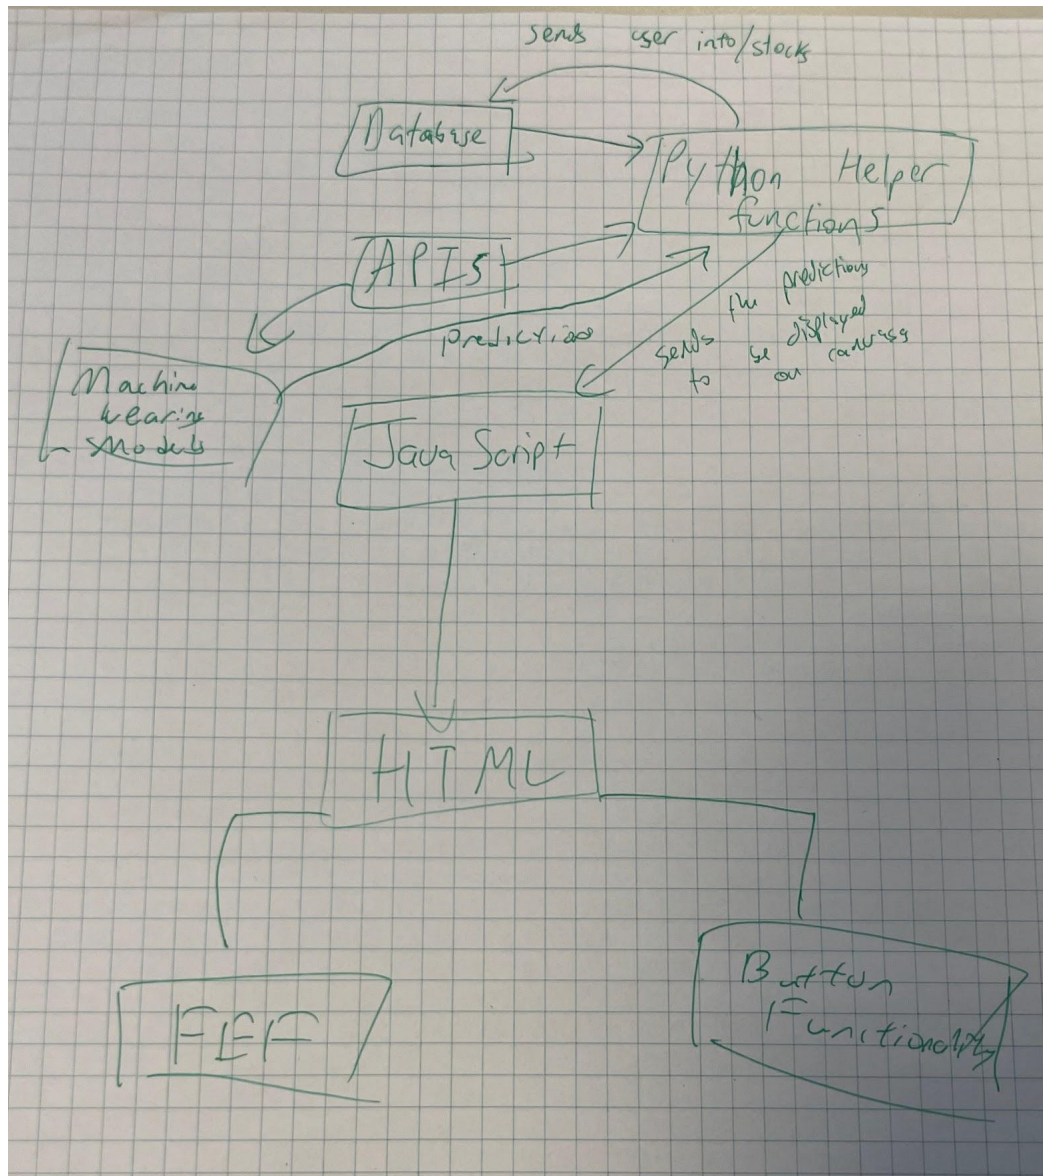 sends user info/stocks
Database
Python Helper
functions
APIs
predictions
sends the predictions
to be displayed
on canvases
Machine
Learning
Models
JavaScript
HTML
Button
Functionality